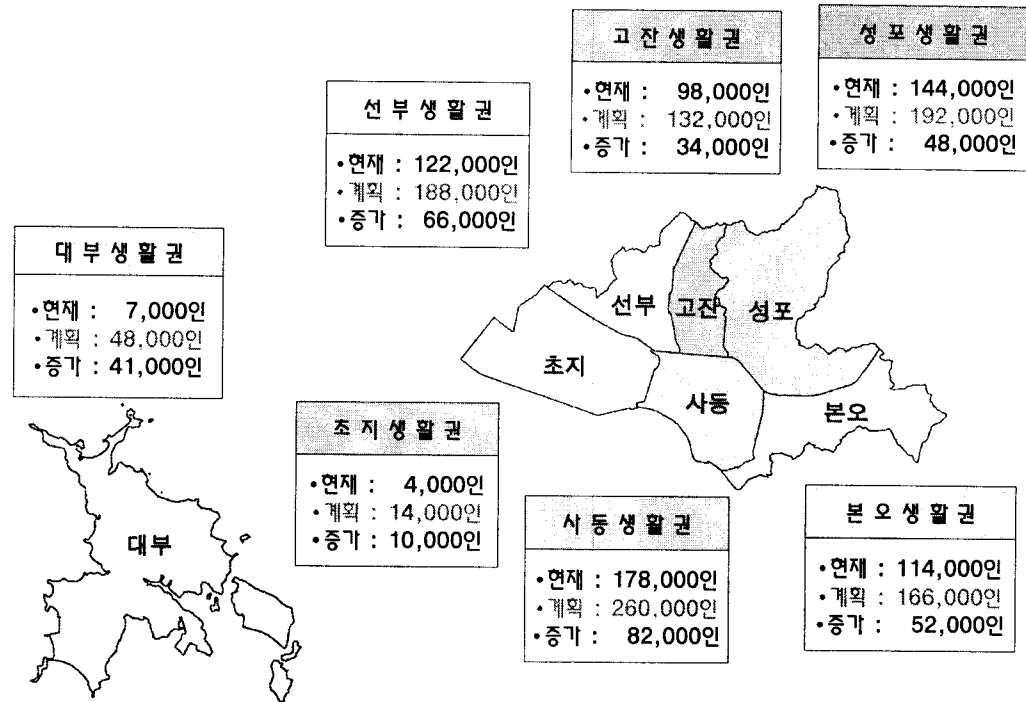 고잔생활권
•현재 : 98,000인
•계획 : 132,000인
•증가 : 34,000인
성포생활권
•현재 : 144,000인
•계획 : 192,000인
•증가 : 48,000인
선부생활권
•현재 : 122,000인
•계획 : 188,000인
•증가 : 66,000인
대부생활권
•현재 : 7,000인
•계획 : 48,000인
•증가 : 41,000인
선부
고잔
성포
초지
사동
본오
초지생활권
•현재 : 4,000인
•계획 : 14,000인
•증가 : 10,000인
대부
사동생활권
•현재 : 178,000인
•계획 : 260,000인
•증가 : 82,000인
본오생활권
•현재 : 114,000인
•계획 : 166,000인
•증가 : 52,000인